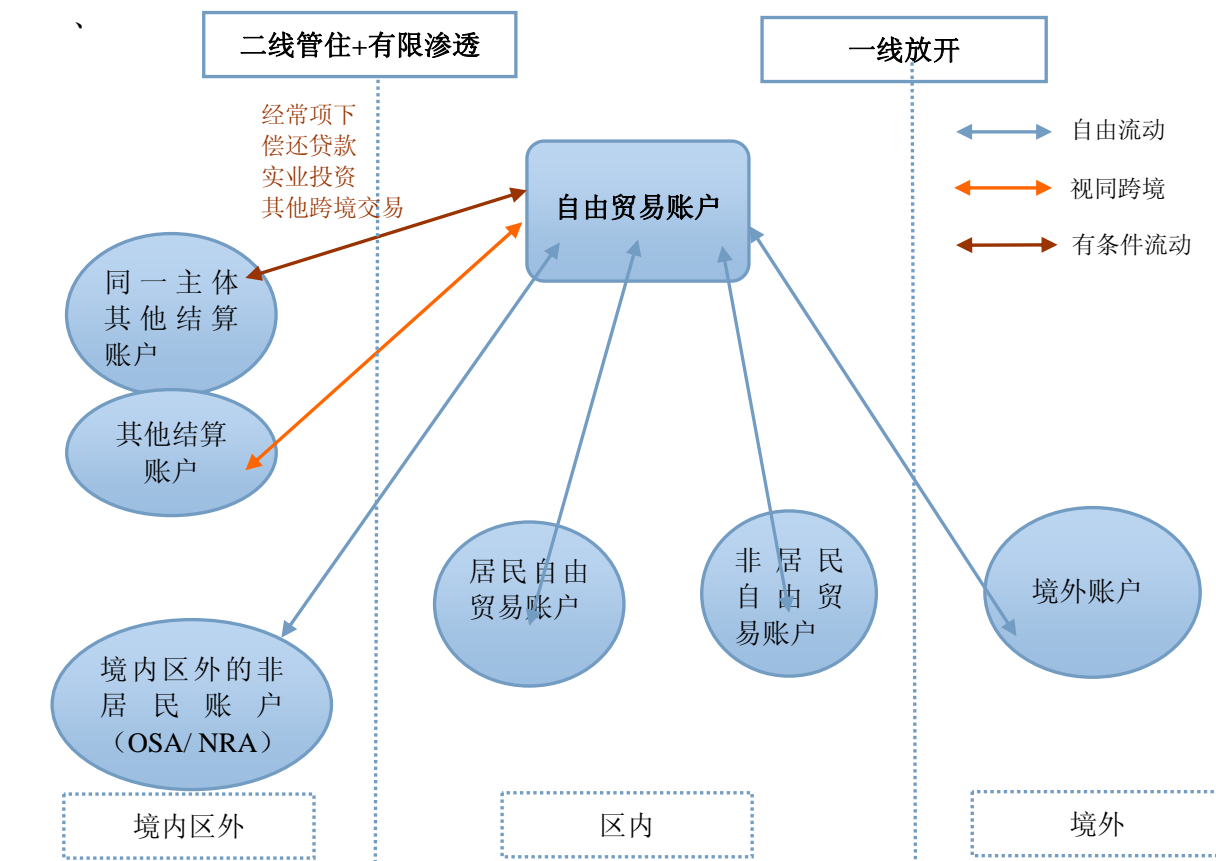 、
二线管住+有限渗透
一线放开
经常项下
偿还贷款
实业投资
其他跨境交易
自由流动
视同跨境
有条件流动
自由贸易账户
同一主体
其他结算
账户
其他结算
账户
居民自由
贸易账户
非居民
自由贸
易账户
境外账户
境内区外的非
居民账户
（OSA/ NRA）
境内区外
区内
境外